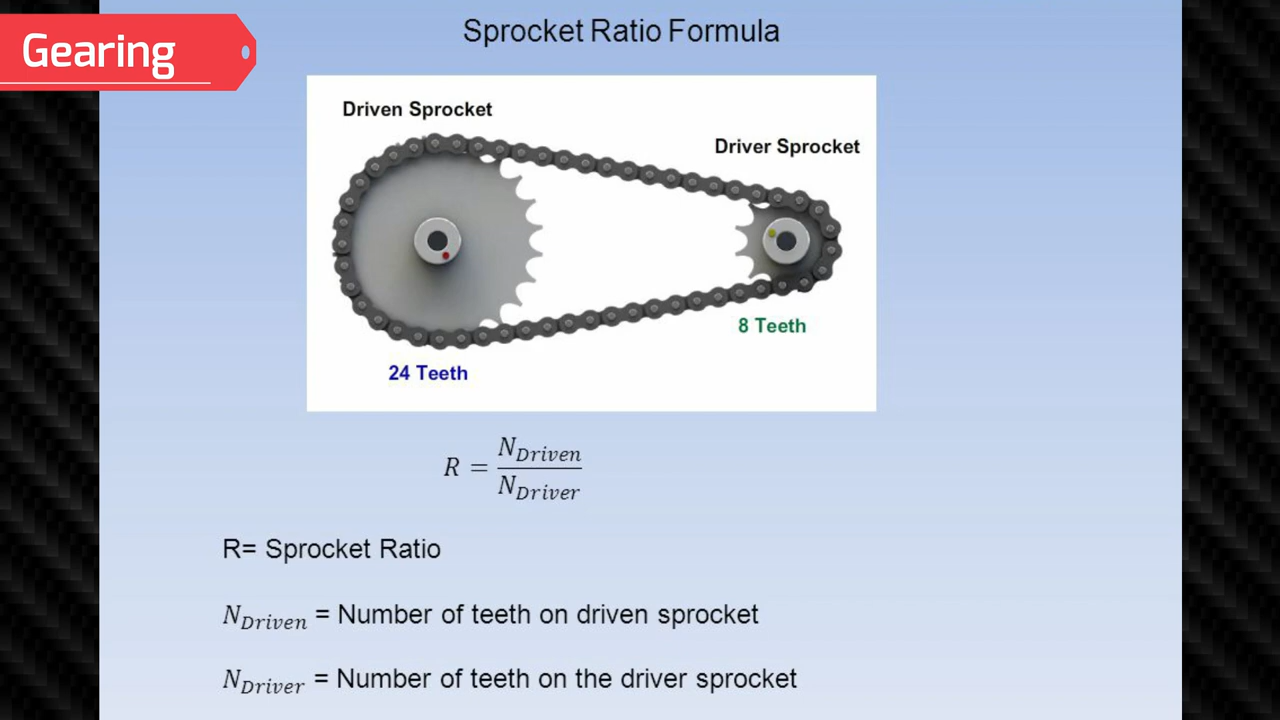 Gearing
Sprocket Ratio Formula
Driven Sprocket
Driver Sprocket
8 Teeth
24 Teeth
R = N_Driven / N_Driver
R= Sprocket Ratio
N_Driven = Number of teeth on driven sprocket
N_Driver = Number of teeth on the driver sprocket